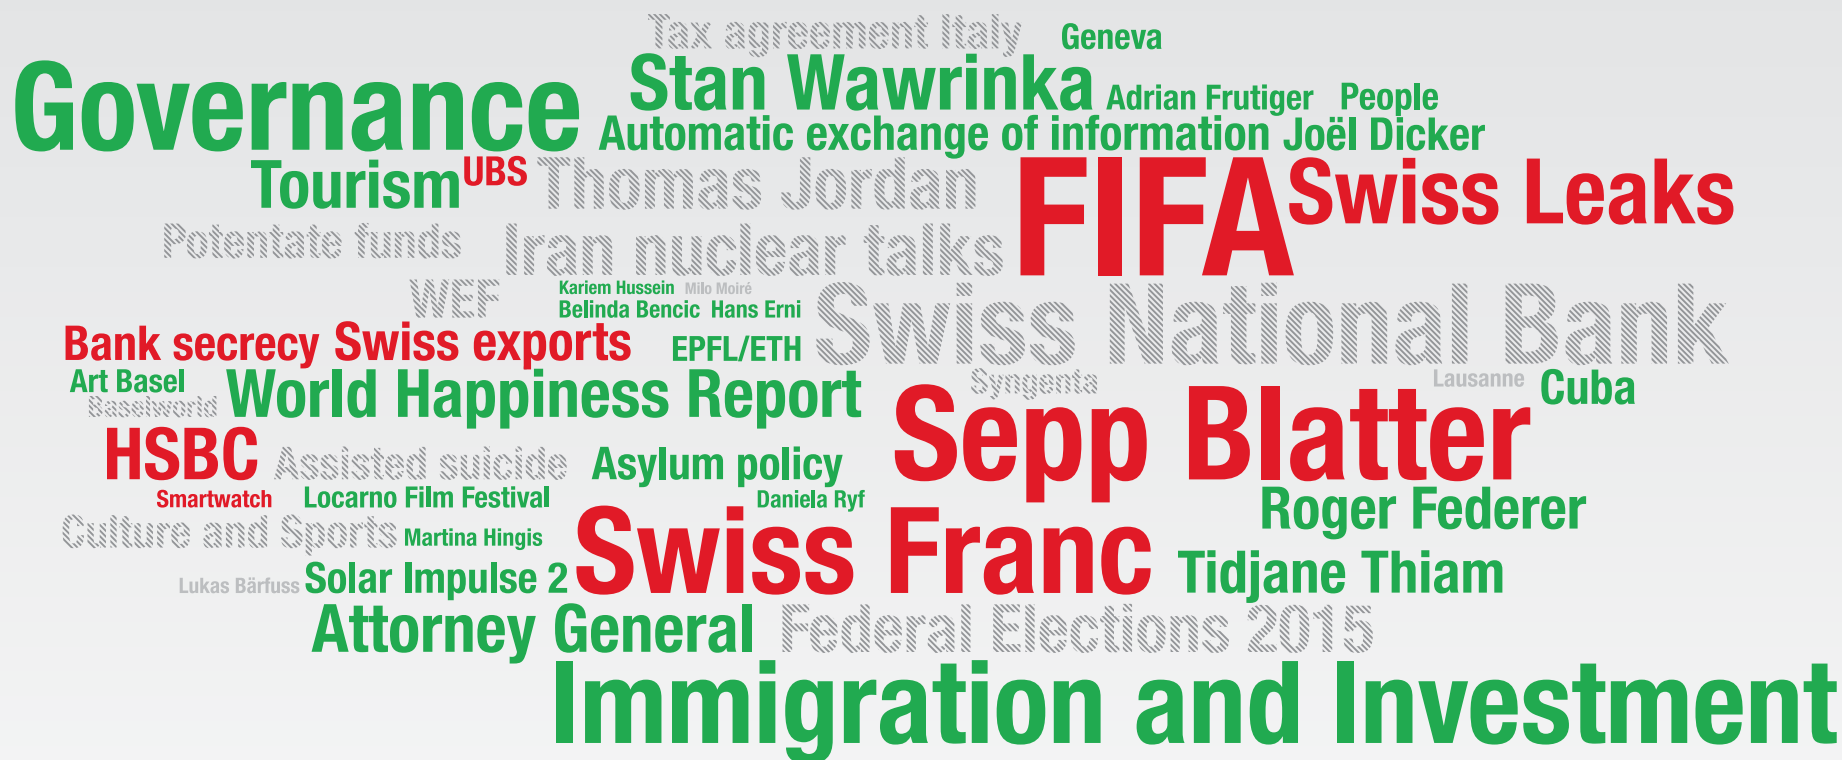 Tax agreement Italy Geneva
Governance Stan Wawrinka Adrian Frutiger People
Automatic exchange of information Joël Dicker
Tourism UBS Thomas Jordan FIFA Swiss Leaks
Potentate funds Iran nuclear talks
WEF Kariem Hussein Milo Moiré Swiss National Bank
Belinda Bencic Hans Erni
Bank secrecy Swiss exports EPFL/ETH
Art Basel World Happiness Report Syngenta Lausanne Cuba
Baselworld Sepp Blatter
HSBC Assisted suicide Asylum policy
Smartwatch Locarno Film Festival Daniela Ryf Roger Federer
Culture and Sports Martina Hingis Swiss Franc
Lukas Bärfuss Solar Impulse 2 Tidjane Thiam
Attorney General Federal Elections 2015
Immigration and Investment